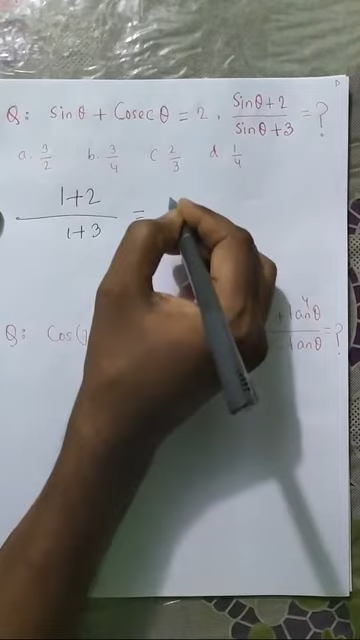 Q: Sinθ + Cosecθ = 2 . (Sinθ+2)/(Sinθ+3) = ?
a. 3/2 b. 3/4 c 2/3 d 1/4
(1+2)/(1+3) =
Q: Cos( tanθ = ?